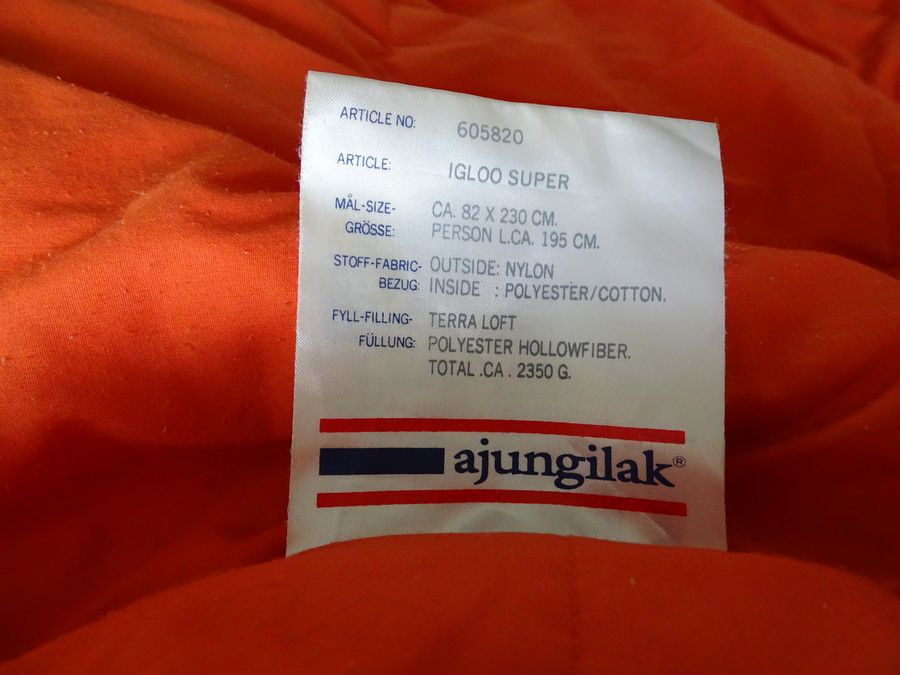 ARTICLE NO: 605820
ARTICLE: IGLOO SUPER
MÅL-SIZE- CA. 82 X 230 CM.
GRÖSSE: PERSON L.CA. 195 CM.
STOFF-FABRIC- OUTSIDE: NYLON
BEZUG: INSIDE : POLYESTER/COTTON.
FYLL-FILLING- TERRA LOFT
FÜLLUNG: POLYESTER HOLLOWFIBER.
TOTAL .CA . 2350 G.
ajungilak®